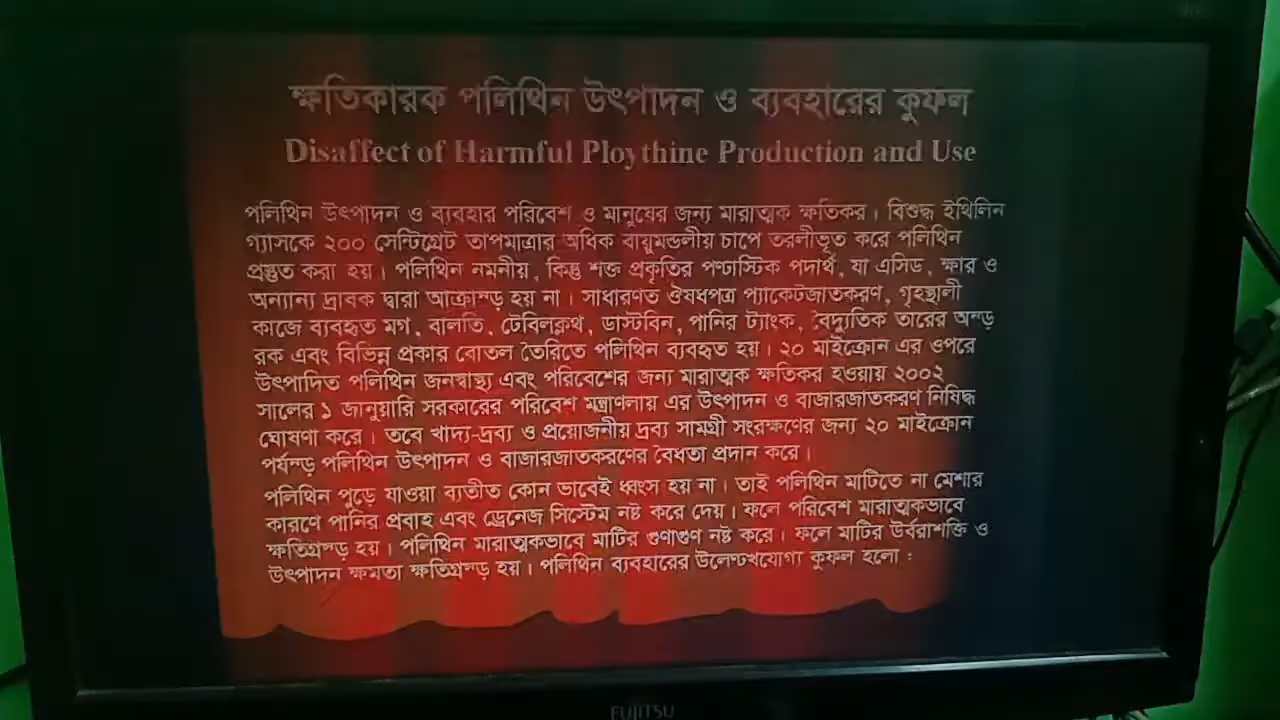 ক্ষতিকারক পলিথিন উৎপাদন ও ব্যবহারের কুফল
Disaffect of Harmful Ploythine Production and Use
পলিথিন উৎপাদন ও ব্যবহার পরিবেশ ও মানুষের জন্য মারাত্মক ক্ষতিকর। বিশুদ্ধ ইথিলিন
গ্যাসকে ২০০ সেন্টিগ্রেট তাপমাত্রার অধিক বায়ুমন্ডলীয় চাপে তরলীভূত করে পলিথিন
প্রস্তুত করা হয়। পলিথিন নমনীয়, কিন্তু শক্ত প্রকৃতির পণ্ঢাস্টিক পদার্থ, যা এসিড, ক্ষার ও
অন্যান্য দ্রাবক দ্বারা আক্রান্ড় হয় না। সাধারণত ঔষধপত্র প্যাকেটজাতকরণ, গৃহস্থালী
কাজে ব্যবহৃত মগ, বালতি, টেবিলক্লথ, ডাস্টবিন, পানির ট্যাংক, বৈদ্যুতিক তারের অন্ড়
রক এবং বিভিন্ন প্রকার বোতল তৈরিতে পলিথিন ব্যবহৃত হয়। ২০ মাইক্রোন এর ওপরে
উৎপাদিত পলিথিন জনস্বাস্থ্য এবং পরিবেশের জন্য মারাত্মক ক্ষতিকর হওয়ায় ২০০২
সালের ১ জানুয়ারি সরকারের পরিবেশ মন্ত্রাণলায় এর উৎপাদন ও বাজারজাতকরণ নিষিদ্ধ
ঘোষণা করে। তবে খাদ্য-দ্রব্য ও প্রয়োজনীয় দ্রব্য সামগ্রী সংরক্ষণের জন্য ২০ মাইক্রোন
পর্যন্ড় পলিথিন উৎপাদন ও বাজারজাতকরণের বৈধতা প্রদান করে।
পলিথিন পুড়ে যাওয়া ব্যতীত কোন ভাবেই ধ্বংস হয় না। তাই পলিথিন মাটিতে না মেশার
কারণে পানির প্রবাহ এবং ড্রেনেজ সিস্টেম নষ্ট করে দেয়। ফলে পরিবেশ মারাত্মকভাবে
ক্ষতিগ্রস্ড় হয়। পলিথিন মারাত্মকভাবে মাটির গুণাগুণ নষ্ট করে। ফলে মাটির উর্বরাশক্তি ও
উৎপাদন ক্ষমতা ক্ষতিগ্রস্ড় হয়। পলিথিন ব্যবহারের উলেণ্ঢখযোগ্য কুফল হলো :
FUJITSU